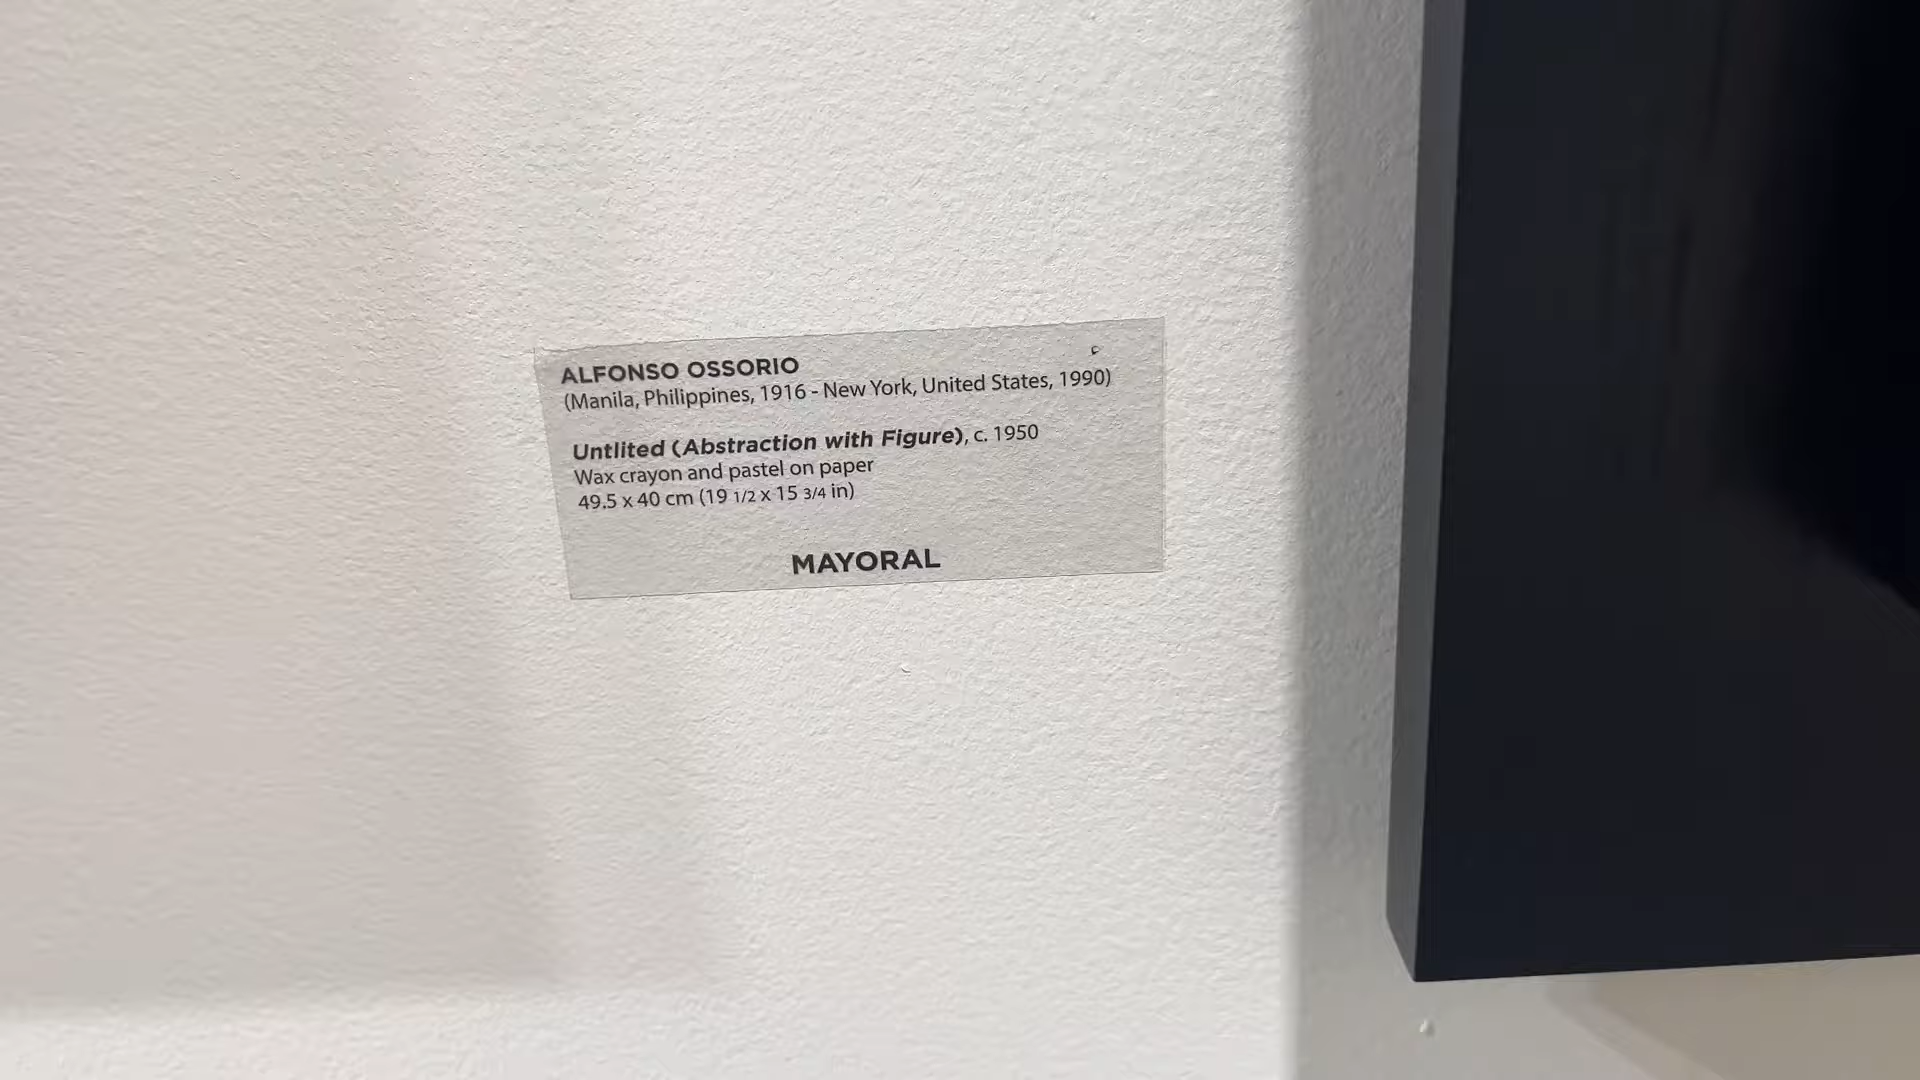 ALFONSO OSSORIO
(Manila, Philippines, 1916 - New York, United States, 1990)
Untlited (Abstraction with Figure), c. 1950
Wax crayon and pastel on paper
49.5 x 40 cm (19 1/2 x 15 3/4 in)
MAYORAL